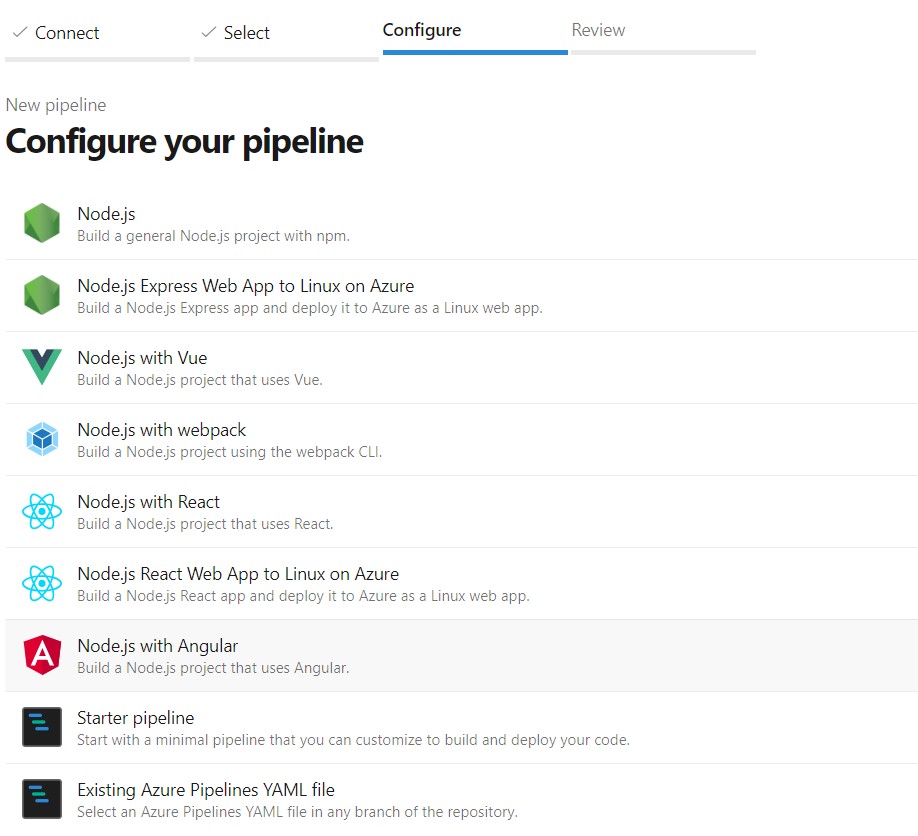 Connect
Select
Configure
Review
New pipeline
Configure your pipeline
Node.js
Build a general Node.js project with npm.
Node.js Express Web App to Linux on Azure
Build a Node.js Express app and deploy it to Azure as a Linux web app.
Node.js with Vue
Build a Node.js project that uses Vue.
Node.js with webpack
Build a Node.js project using the webpack CLI.
Node.js with React
Build a Node.js project that uses React.
Node.js React Web App to Linux on Azure
Build a Node.js React app and deploy it to Azure as a Linux web app.
Node.js with Angular
Build a Node.js project that uses Angular.
Starter pipeline
Start with a minimal pipeline that you can customize to build and deploy your code.
Existing Azure Pipelines YAML file
Select an Azure Pipelines YAML file in any branch of the repository.